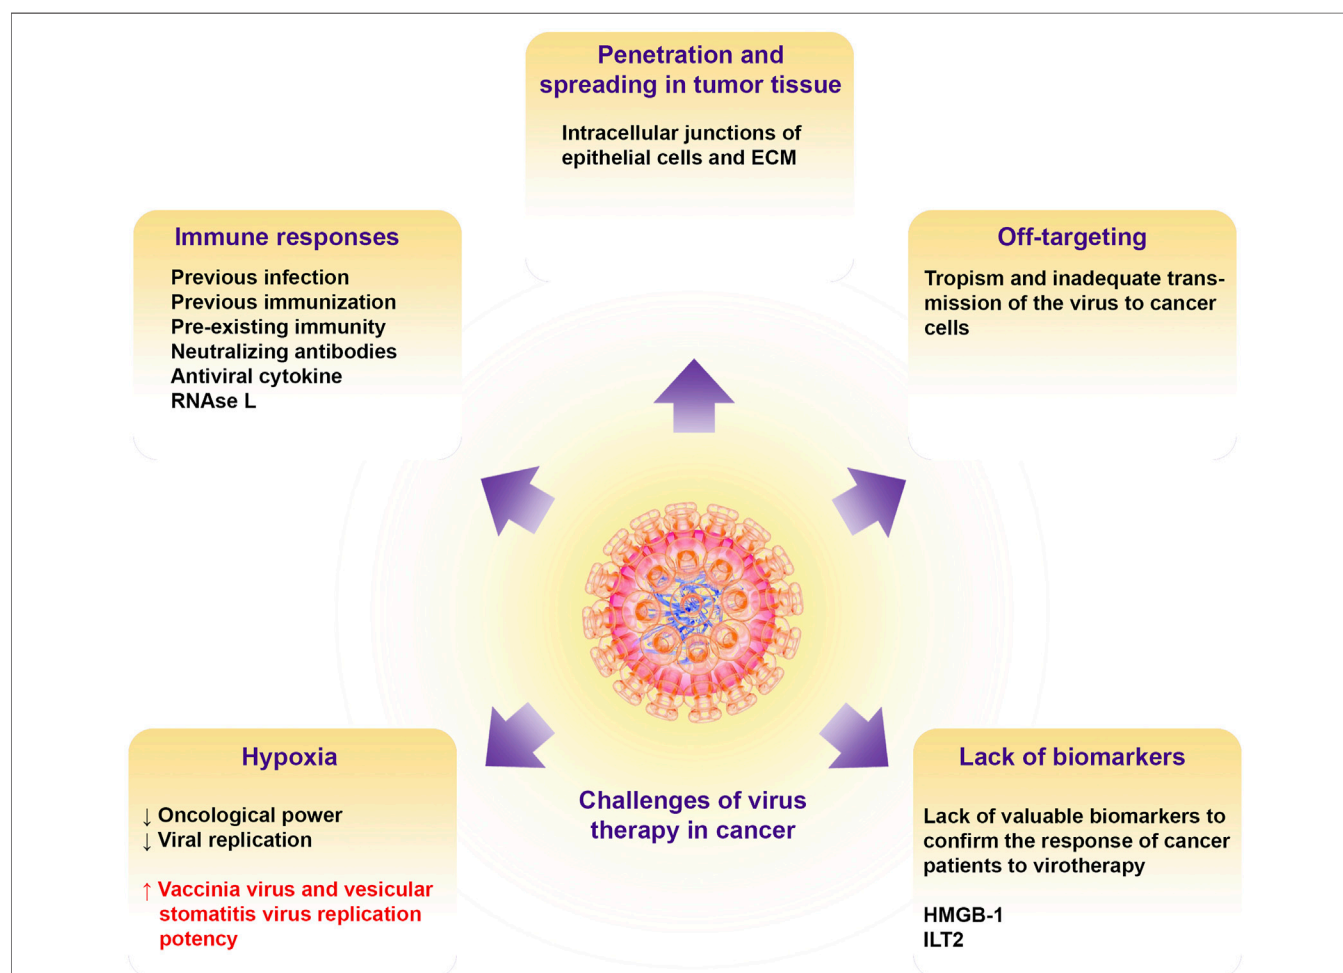 Penetration and
spreading in tumor tissue
Intracellular junctions of
epithelial cells and ECM
Immune responses
Previous infection
Previous immunization
Pre-existing immunity
Neutralizing antibodies
Antiviral cytokine
RNAse L
Off-targeting
Tropism and inadequate trans-
mission of the virus to cancer
cells
Hypoxia
↓ Oncological power
↓ Viral replication
↑ Vaccinia virus and vesicular
stomatitis virus replication
potency
Challenges of virus
therapy in cancer
Lack of biomarkers
Lack of valuable biomarkers to
confirm the response of cancer
patients to virotherapy
HMGB-1
ILT2